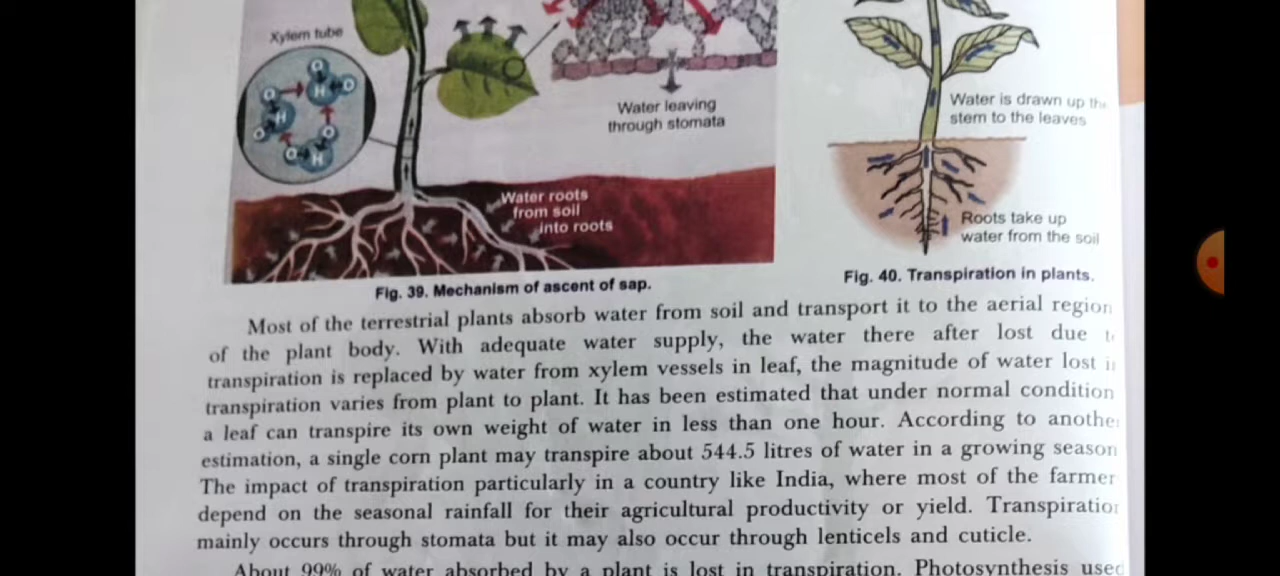 Xylem tube
O
O
H
O
H
O
O
H
Water leaving
through stomata
Water roots
from soil
into roots
Fig. 39. Mechanism of ascent of sap.
Water is drawn up the
stem to the leaves
Roots take up
water from the soil
Fig. 40. Transpiration in plants.
Most of the terrestrial plants absorb water from soil and transport it to the aerial region
of the plant body. With adequate water supply, the water there after lost due t
transpiration is replaced by water from xylem vessels in leaf, the magnitude of water lost i
transpiration varies from plant to plant. It has been estimated that under normal condition
a leaf can transpire its own weight of water in less than one hour. According to anothe
estimation, a single corn plant may transpire about 544.5 litres of water in a growing season
The impact of transpiration particularly in a country like India, where most of the farmer
depend on the seasonal rainfall for their agricultural productivity or yield. Transpiration
mainly occurs through stomata but it may also occur through lenticels and cuticle.
About 99% of water absorbed by a plant is lost in transpiration. Photosynthesis used